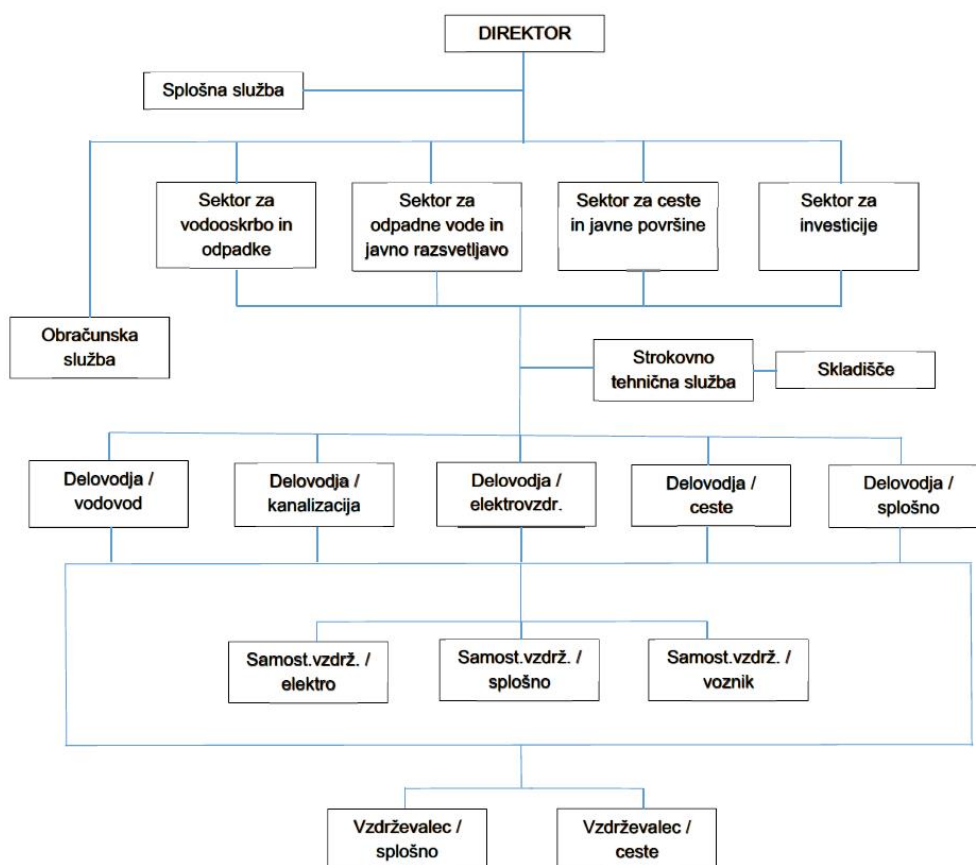 DIREKTOR
Splošna služba
Sektor za
vodooskrbo in
odpadke
Sektor za
odpadne vode in
javno razsvetljavo
Sektor za ceste
in javne površine
Sektor za
investicije
Obračunska
služba
Strokovno
tehnična služba
Skladišče
Delovodja /
vodovod
Delovodja /
kanalizacija
Delovodja /
elektrovzdr.
Delovodja /
ceste
Delovodja /
splošno
Samost.vzdrž. /
elektro
Samost.vzdrž. /
splošno
Samost.vzdrž. /
voznik
Vzdrževalec /
splošno
Vzdrževalec /
ceste